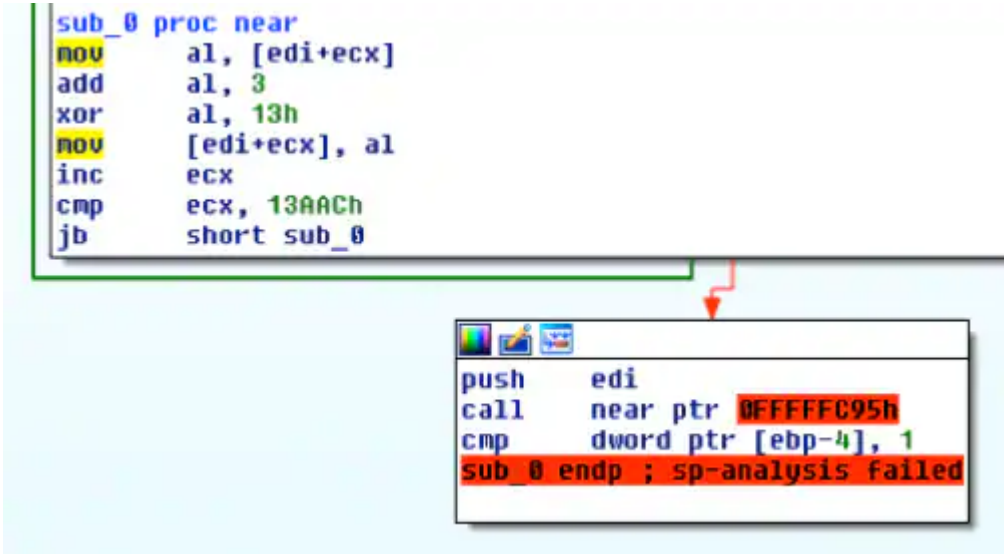 sub_0 proc near
mov al, [edi+ecx]
add al, 3
xor al, 13h
mov [edi+ecx], al
inc ecx
cmp ecx, 13AACh
jb short sub_0
push edi
call near ptr 0FFFFFC95h
cmp dword ptr [ebp-4], 1
sub_0 endp ; sp-analysis failed